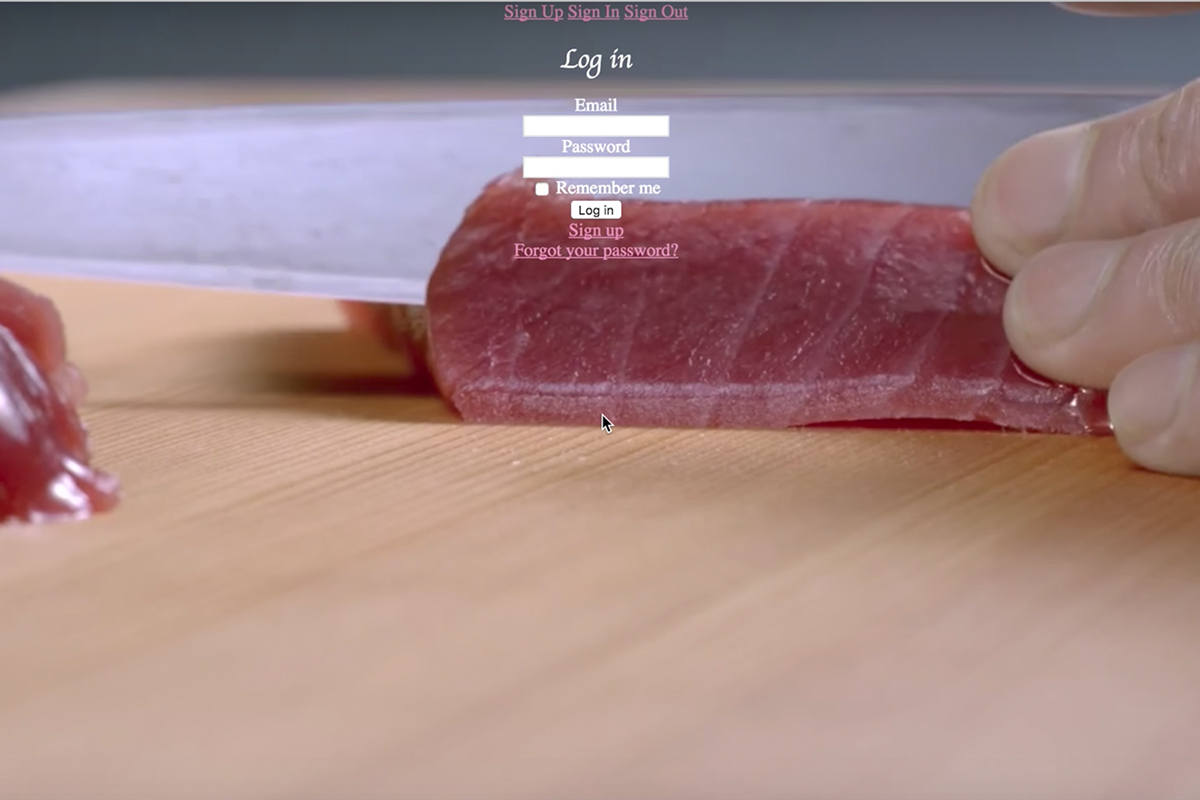 Sign Up Sign In Sign Out
Log in
Email
Password
Remember me
Log in
Sign up
Forgot your password?